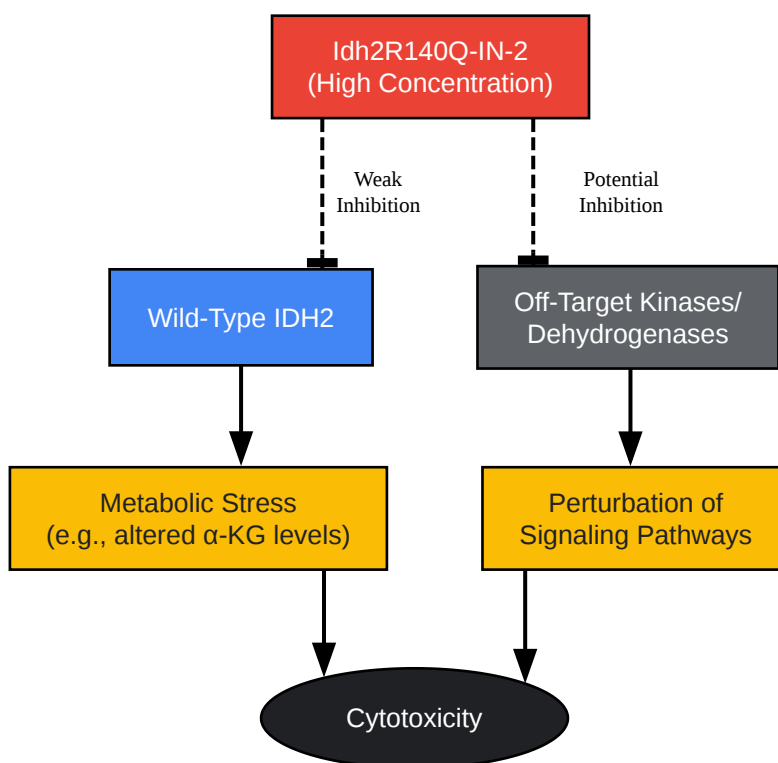 Idh2R140Q-IN-2
(High Concentration)
Weak
Inhibition
Potential
Inhibition
Wild-Type IDH2
Off-Target Kinases/
Dehydrogenases
Metabolic Stress
(e.g., altered α-KG levels)
Perturbation of
Signaling Pathways
Cytotoxicity